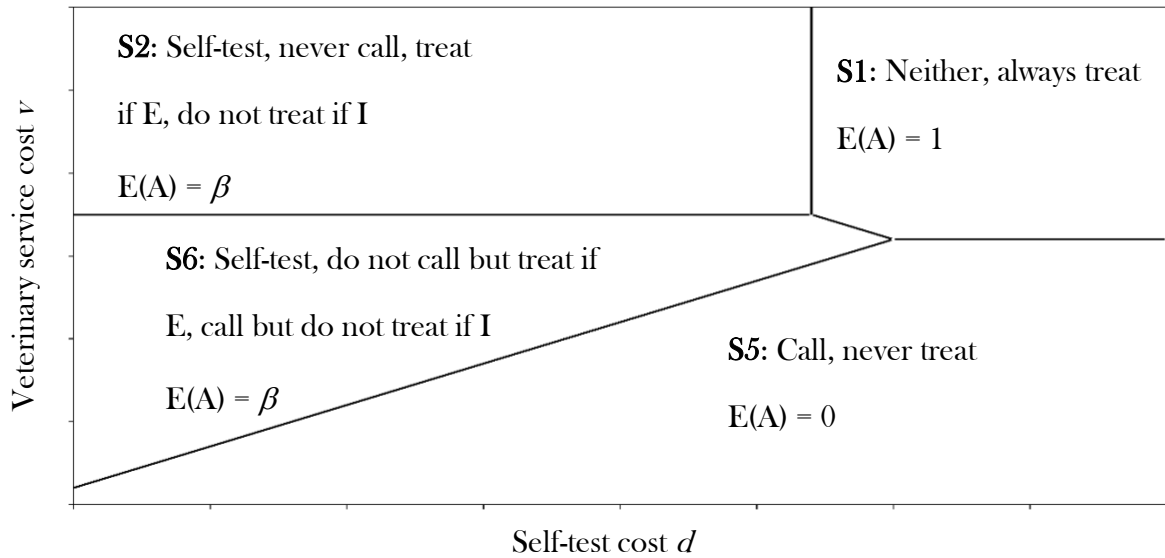 S2: Self-test, never call, treat
if E, do not treat if I
E(A) = β
S1: Neither, always treat
E(A) = 1
S6: Self-test, do not call but treat if
E, call but do not treat if I
E(A) = β
S5: Call, never treat
E(A) = 0
Veterinary service cost v
Self-test cost d